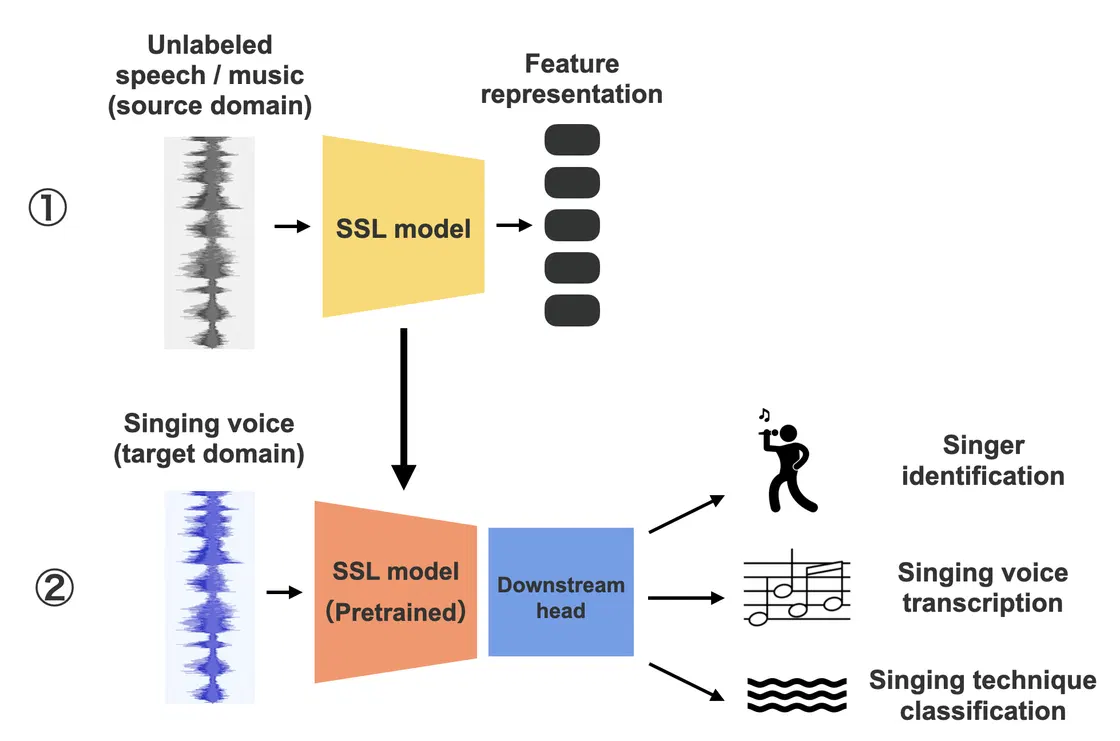 Unlabeled
speech / music
(source domain)
Feature
representation
①
SSL model
Singing voice
(target domain)
②
SSL model
（Pretrained）
Downstream
head
Singer
identification
Singing voice
transcription
Singing technique
classification